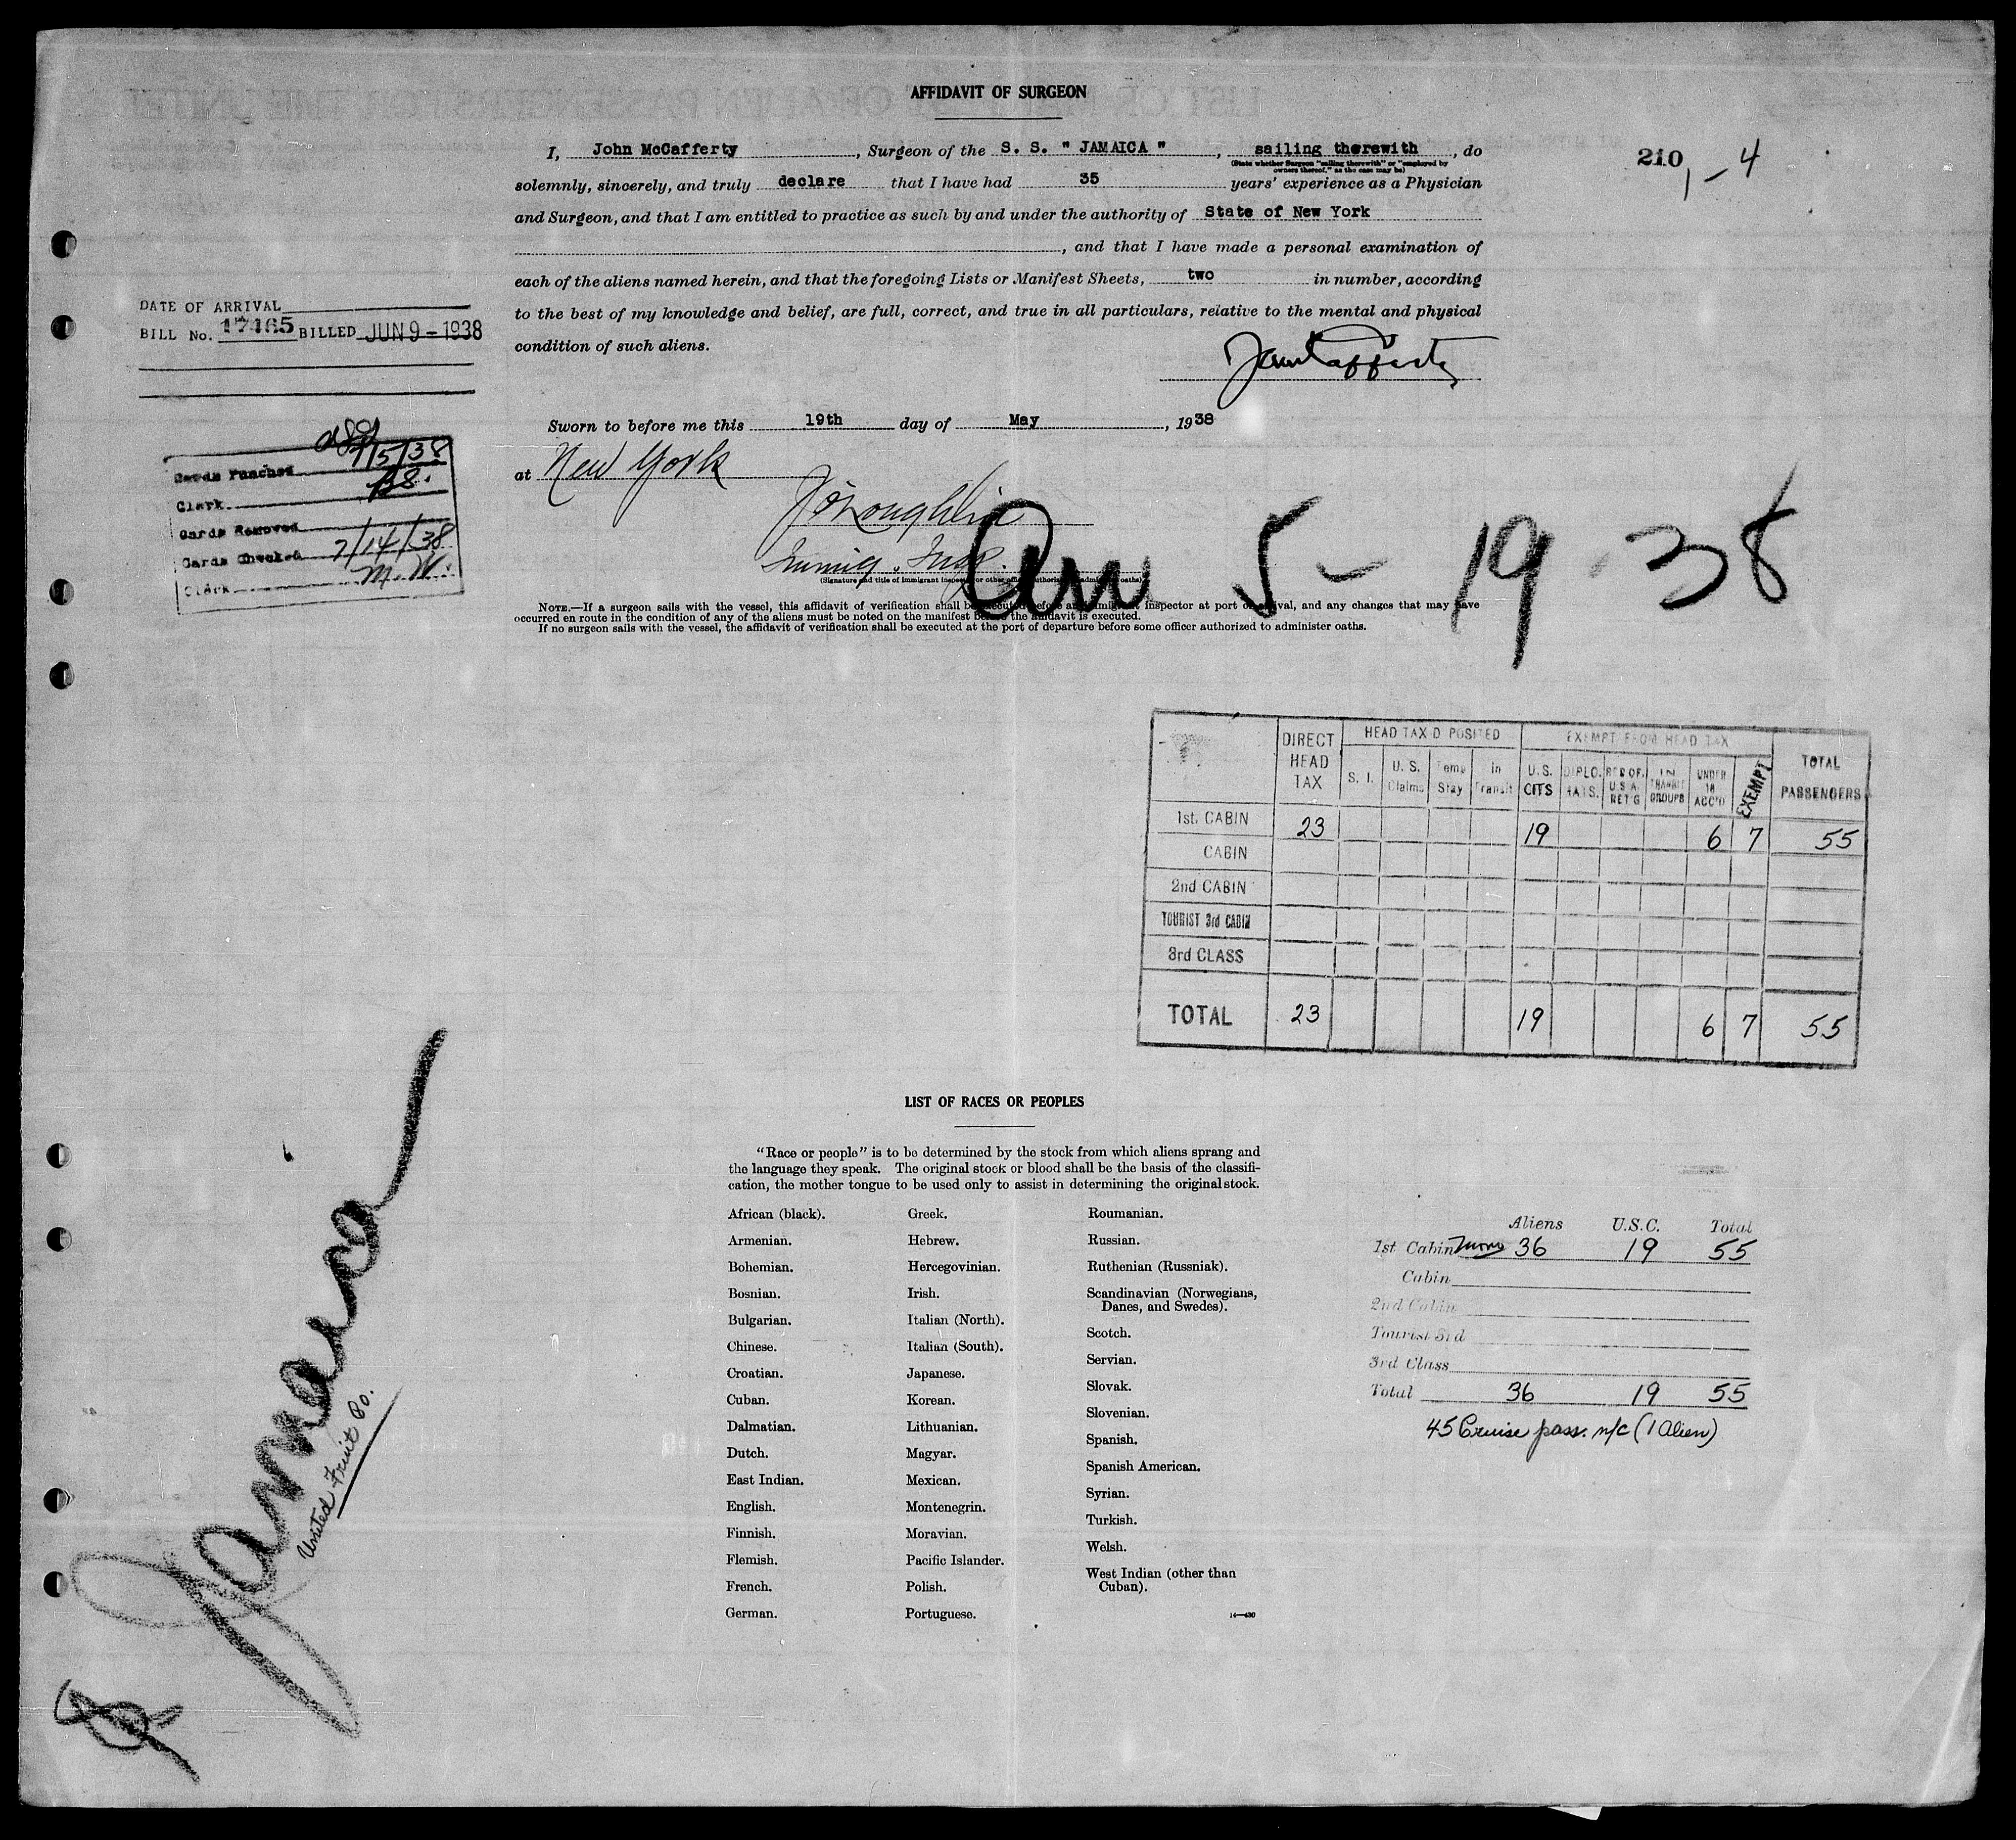 AFFIDAVIT OF SURGEON
I, John McCafferty, Surgeon of the S. S. " JAMAICA ", sailing therewith, do
(State whether Surgeon "sailing therewith" or "employed by owners thereof," as the case may be)
solemnly, sincerely, and truly declare that I have had 35 years' experience as a Physician
and Surgeon, and that I am entitled to practice as such by and under the authority of State of New York
, and that I have made a personal examination of
each of the aliens named herein, and that the foregoing Lists or Manifest Sheets, two in number, according
to the best of my knowledge and belief, are full, correct, and true in all particulars, relative to the mental and physical
condition of such aliens.
210 1-4
DATE OF ARRIVAL
BILL No. 17465 BILLED JUN 9 - 1938
Sworn to before me this 19th day of May, 1938
at New York
J O'Loughlin
Immig. Insp.
(Signature and title of immigrant inspector or other officer authorized to administer oaths)
Arr 5-19-38
Cards Punched 7/5/38
Clerk
Cards Removed
Cards Checked 7/14/38
Clerk M.W.
NOTE.—If a surgeon sails with the vessel, this affidavit of verification shall be executed before an immigrant inspector at port of arrival, and any changes that may have
occurred en route in the condition of any of the aliens must be noted on the manifest before the affidavit is executed.
If no surgeon sails with the vessel, the affidavit of verification shall be executed at the port of departure before some officer authorized to administer oaths.
DIRECT HEAD TAX HEAD TAX D POSITED EXEMPT FROM HEAD TAX TOTAL PASSENGERS
S. I. U. S. Claims Temp Stay In Transit U.S. CITS DIPLO. MATS. RES OF. U.S.A. RET'G IN TRANSIT GROUPS UNDER 16 ACC'D EXEMPT
1st. CABIN 23 19 6 7 55
CABIN
2nd CABIN
TOURIST 3rd CABIN
3rd CLASS
TOTAL 23 19 6 7 55
LIST OF RACES OR PEOPLES
"Race or people" is to be determined by the stock from which aliens sprang and
the language they speak. The original stock or blood shall be the basis of the classifi-
cation, the mother tongue to be used only to assist in determining the original stock.
African (black).
Armenian.
Bohemian.
Bosnian.
Bulgarian.
Chinese.
Croatian.
Cuban.
Dalmatian.
Dutch.
East Indian.
English.
Finnish.
Flemish.
French.
German.
Greek.
Hebrew.
Hercegovinian.
Irish.
Italian (North).
Italian (South).
Japanese.
Korean.
Lithuanian.
Magyar.
Mexican.
Montenegrin.
Moravian.
Pacific Islander.
Polish.
Portuguese.
Roumanian.
Russian.
Ruthenian (Russniak).
Scandinavian (Norwegians,
Danes, and Swedes).
Scotch.
Servian.
Slovak.
Slovenian.
Spanish.
Spanish American.
Syrian.
Turkish.
Welsh.
West Indian (other than
Cuban).
14—430
Aliens U.S.C. Total
1st Cabin 36 19 55
Cabin
2nd Cabin
Tourist 3rd
3rd Class
Total 36 19 55
45 Cruise pass. n/c (1 Alien)
Jamaica
United Fruit Co.